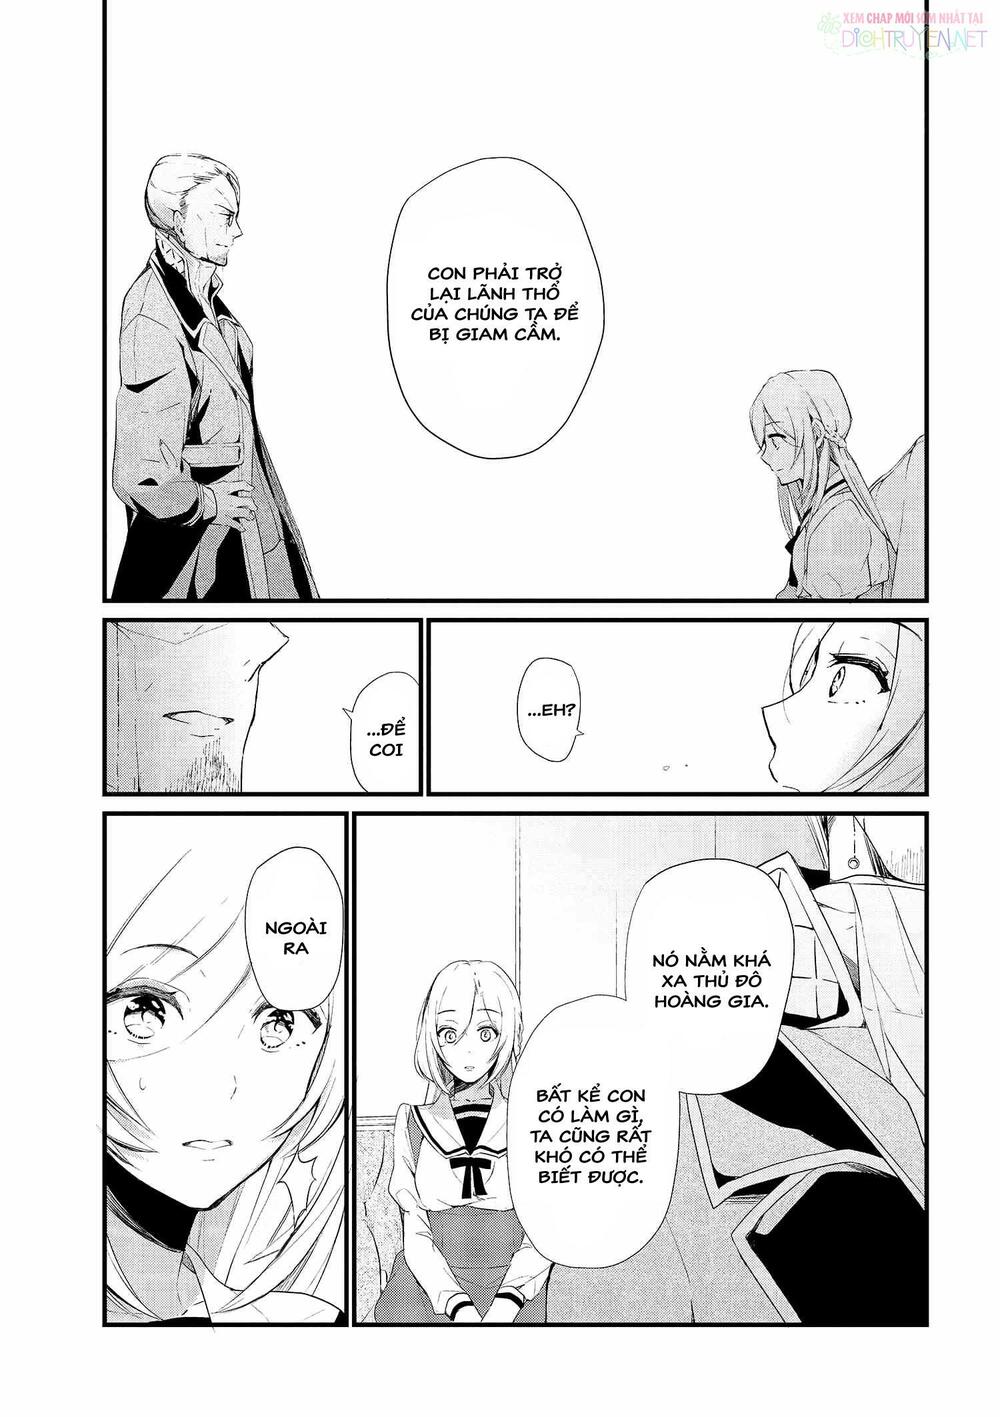 XEM CHAP MỚI SỚM NHẤT TẠI
DICHTRUYEN.NET
CON PHẢI TRỞ
LẠI LÃNH THỔ
CỦA CHÚNG TA ĐỂ
BỊ GIAM CẦM.
...EH?
...ĐỂ
COI
NÓ NẰM KHÁ
XA THỦ ĐÔ
HOÀNG GIA.
BẤT KỂ CON
CÓ LÀM GÌ,
TA CŨNG RẤT
KHÓ CÓ THỂ
BIẾT ĐƯỢC.
NGOÀI
RA